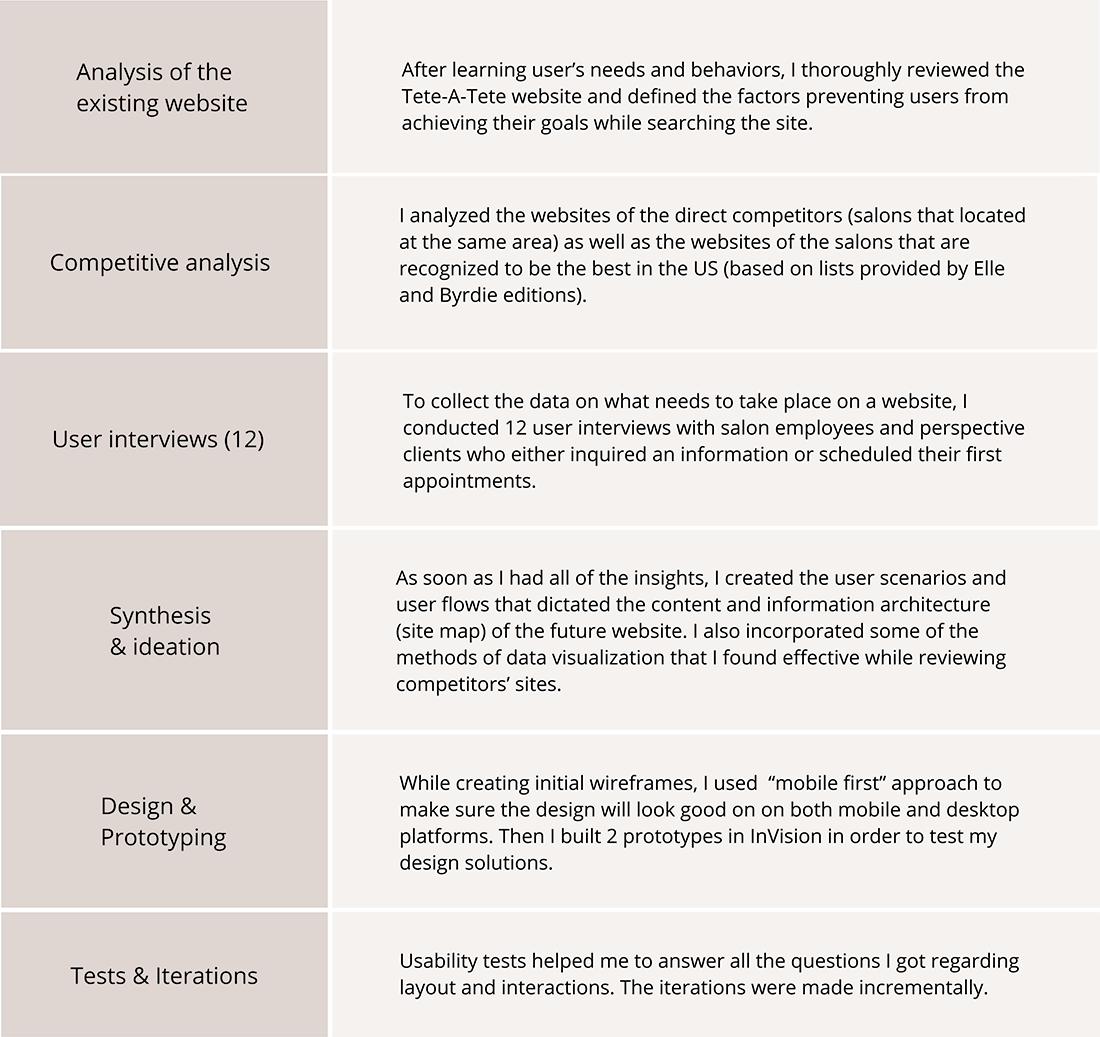 Analysis of the
existing website
After learning user’s needs and behaviors, I thoroughly reviewed the
Tete-A-Tete website and defined the factors preventing users from
achieving their goals while searching the site.
Competitive analysis
I analyzed the websites of the direct competitors (salons that located
at the same area) as well as the websites of the salons that are
recognized to be the best in the US (based on lists provided by Elle
and Byrdie editions).
User interviews (12)
To collect the data on what needs to take place on a website, I
conducted 12 user interviews with salon employees and perspective
clients who either inquired an information or scheduled their first
appointments.
Synthesis
& ideation
As soon as I had all of the insights, I created the user scenarios and
user flows that dictated the content and information architecture
(site map) of the future website. I also incorporated some of the
methods of data visualization that I found effective while reviewing
competitors’ sites.
Design &
Prototyping
While creating initial wireframes, I used  “mobile first” approach to
make sure the design will look good on on both mobile and desktop
platforms. Then I built 2 prototypes in InVision in order to test my
design solutions.
Tests & Iterations
Usability tests helped me to answer all the questions I got regarding
layout and interactions. The iterations were made incrementally.